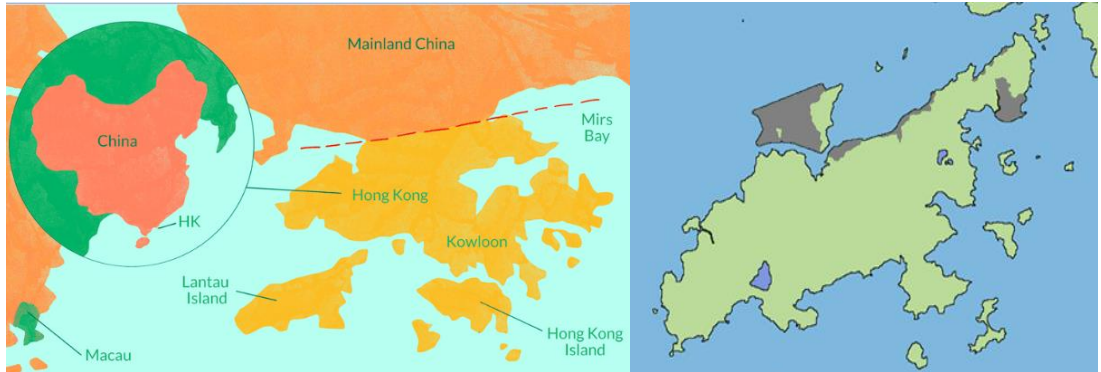 Mainland China
China
Mirs
Bay
HK
Hong Kong
Kowloon
Lantau
Island
Hong Kong
Island
Macau